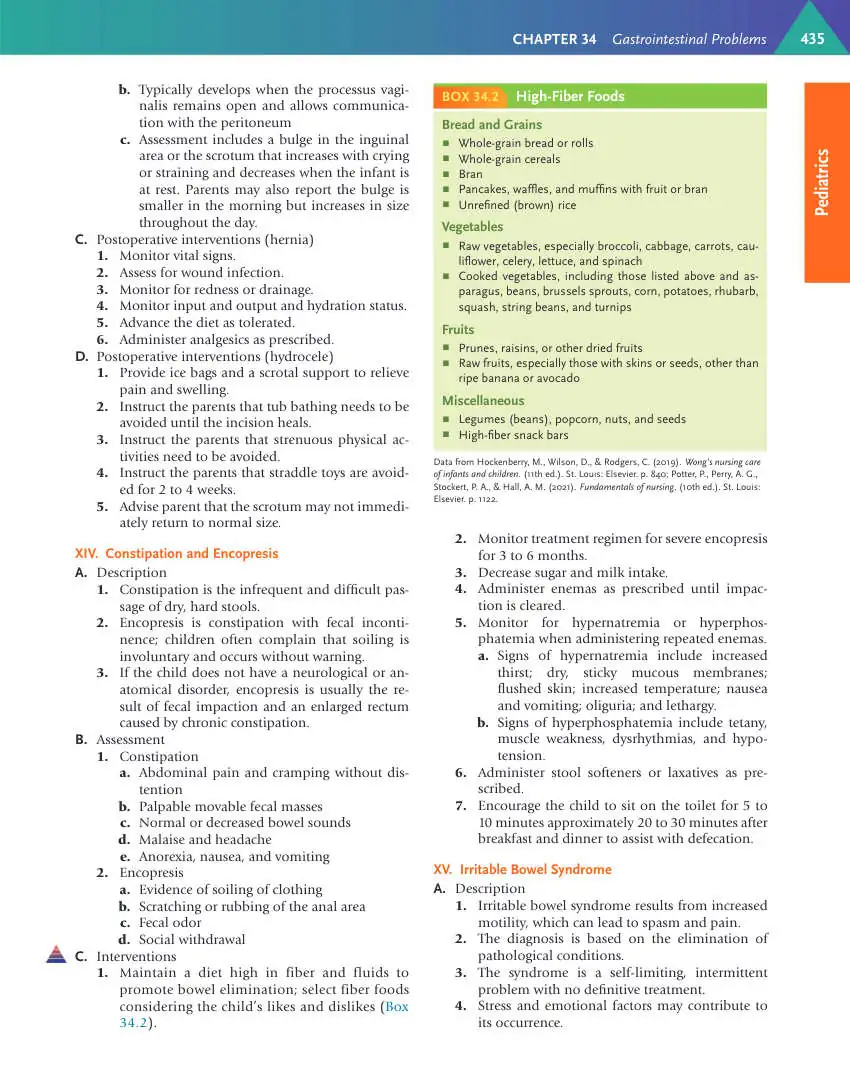 CHAPTER 34 Gastrointestinal Problems 435
b. Typically develops when the processus vagi-
nalis remains open and allows communica-
tion with the peritoneum
c. Assessment includes a bulge in the inguinal
area or the scrotum that increases with crying
or straining and decreases when the infant is
at rest. Parents may also report the bulge is
smaller in the morning but increases in size
throughout the day.
C. Postoperative interventions (hernia)
1. Monitor vital signs.
2. Assess for wound infection.
3. Monitor for redness or drainage.
4. Monitor input and output and hydration status.
5. Advance the diet as tolerated.
6. Administer analgesics as prescribed.
D. Postoperative interventions (hydrocele)
1. Provide ice bags and a scrotal support to relieve
pain and swelling.
2. Instruct the parents that tub bathing needs to be
avoided until the incision heals.
3. Instruct the parents that strenuous physical ac-
tivities need to be avoided.
4. Instruct the parents that straddle toys are avoid-
ed for 2 to 4 weeks.
5. Advise parent that the scrotum may not immedi-
ately return to normal size.
XIV. Constipation and Encopresis
A. Description
1. Constipation is the infrequent and difficult pas-
sage of dry, hard stools.
2. Encopresis is constipation with fecal inconti-
nence; children often complain that soiling is
involuntary and occurs without warning.
3. If the child does not have a neurological or an-
atomical disorder, encopresis is usually the re-
sult of fecal impaction and an enlarged rectum
caused by chronic constipation.
B. Assessment
1. Constipation
a. Abdominal pain and cramping without dis-
tention
b. Palpable movable fecal masses
c. Normal or decreased bowel sounds
d. Malaise and headache
e. Anorexia, nausea, and vomiting
2. Encopresis
a. Evidence of soiling of clothing
b. Scratching or rubbing of the anal area
c. Fecal odor
d. Social withdrawal
C. Interventions
1. Maintain a diet high in fiber and fluids to
promote bowel elimination; select fiber foods
considering the child's likes and dislikes (Box
34.2).
BOX 34.2 High-Fiber Foods
Bread and Grains
■ Whole-grain bread or rolls
■ Whole-grain cereals
■ Bran
■ Pancakes, waffles, and muffins with fruit or bran
■ Unrefined (brown) rice
Vegetables
■ Raw vegetables, especially broccoli, cabbage, carrots, cau-
liflower, celery, lettuce, and spinach
■ Cooked vegetables, including those listed above and as-
paragus, beans, brussels sprouts, corn, potatoes, rhubarb,
squash, string beans, and turnips
Fruits
■ Prunes, raisins, or other dried fruits
■ Raw fruits, especially those with skins or seeds, other than
ripe banana or avocado
Miscellaneous
■ Legumes (beans), popcorn, nuts, and seeds
■ High-fiber snack bars
Data from Hockenberry, M., Wilson, D., & Rodgers, C. (2019). Wong's nursing care
of infants and children. (11th ed.). St. Louis: Elsevier. p. 840; Potter, P., Perry, A. G.,
Stockert, P. A., & Hall, A. M. (2021). Fundamentals of nursing. (10th ed.). St. Louis:
Elsevier. p. 1122.
2. Monitor treatment regimen for severe encopresis
for 3 to 6 months.
3. Decrease sugar and milk intake.
4. Administer enemas as prescribed until impac-
tion is cleared.
5. Monitor for hypernatremia or hyperphos-
phatemia when administering repeated enemas.
a. Signs of hypernatremia include increased
thirst; dry, sticky mucous membranes;
flushed skin; increased temperature; nausea
and vomiting; oliguria; and lethargy.
b. Signs of hyperphosphatemia include tetany,
muscle weakness, dysrhythmias, and hypo-
tension.
6. Administer stool softeners or laxatives as pre-
scribed.
7. Encourage the child to sit on the toilet for 5 to
10 minutes approximately 20 to 30 minutes after
breakfast and dinner to assist with defecation.
XV. Irritable Bowel Syndrome
A. Description
1. Irritable bowel syndrome results from increased
motility, which can lead to spasm and pain.
2. The diagnosis is based on the elimination of
pathological conditions.
3. The syndrome is a self-limiting, intermittent
problem with no definitive treatment.
4. Stress and emotional factors may contribute to
its occurrence.
Pediatrics